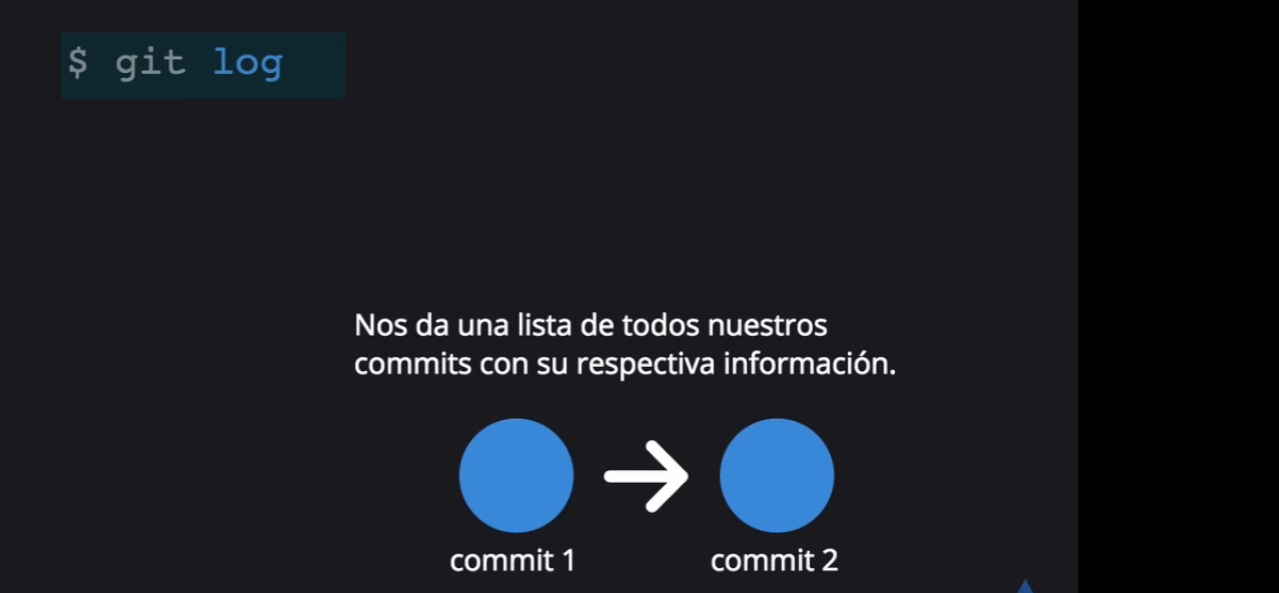 $ git log
Nos da una lista de todos nuestros
commits con su respectiva información.
commit 1
commit 2